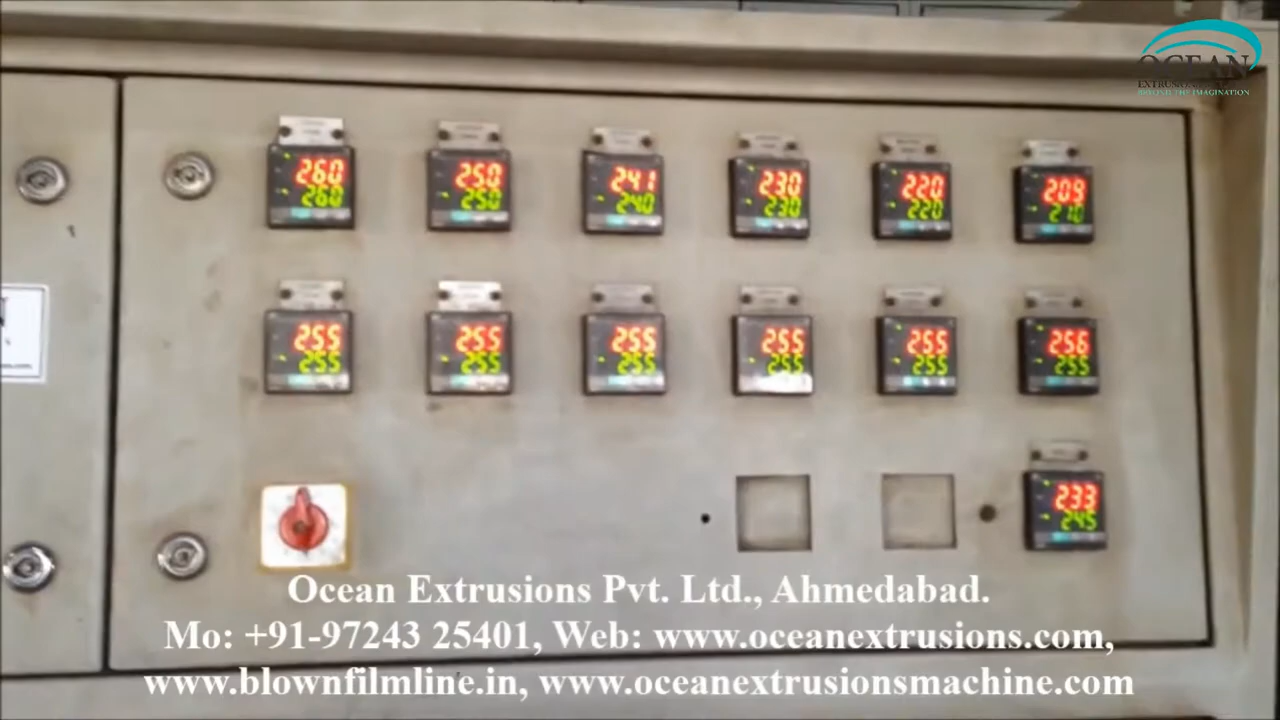 OCEAN
BEYOND THE IMAGINATION
260 250 241 230 220 209
260 250 240 230 220 210
255 255 255 255 255 256
255 255 255 255 255 255
233
245
Ocean Extrusions Pvt. Ltd., Ahmedabad.
Mo: +91-97243 25401, Web: www.oceanextrusions.com,
www.blownfilmline.in, www.oceanextrusionsmachine.com